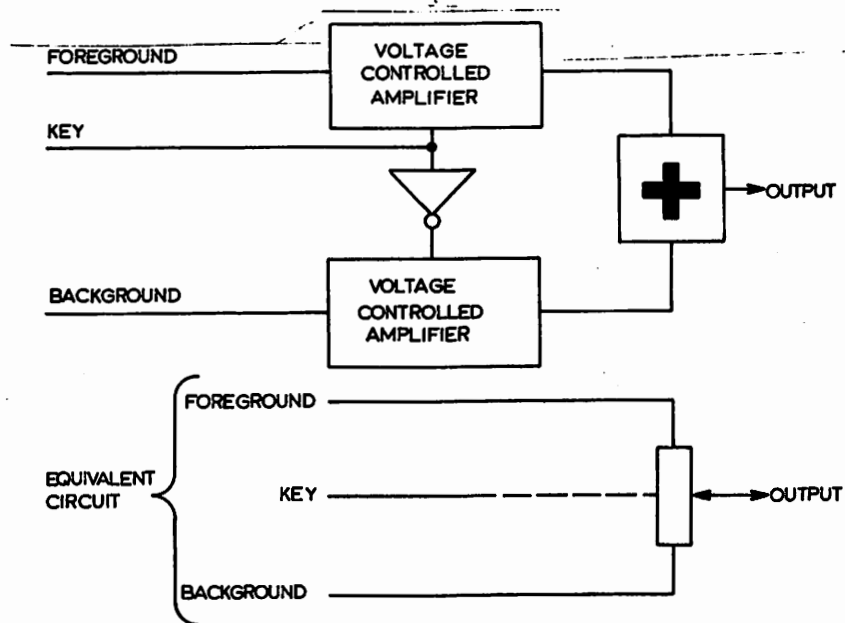 FOREGROUND
VOLTAGE
CONTROLLED
AMPLIFIER
KEY
OUTPUT
BACKGROUND
VOLTAGE
CONTROLLED
AMPLIFIER
FOREGROUND
EQUIVALENT
CIRCUIT
KEY
OUTPUT
BACKGROUND